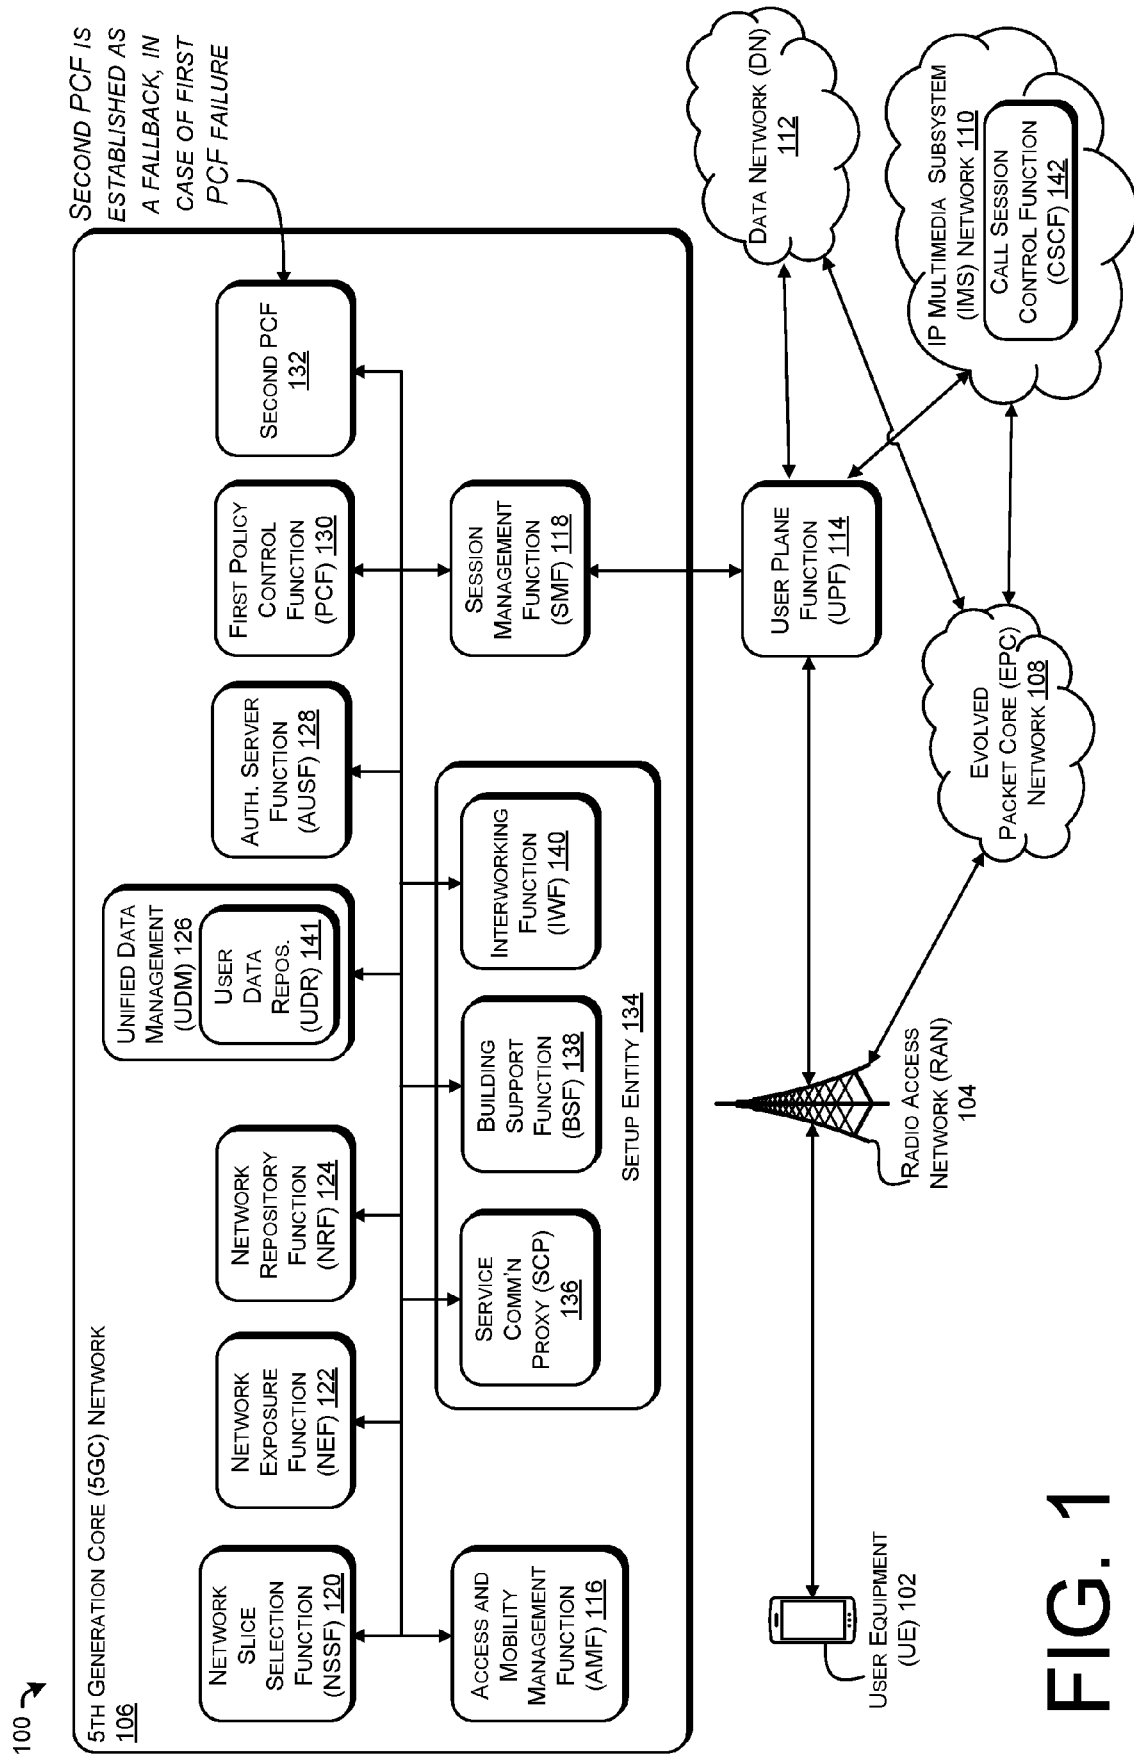 100
SECOND PCF IS
ESTABLISHED AS
A FALLBACK, IN
CASE OF FIRST
PCF FAILURE
5TH GENERATION CORE (5GC) NETWORK
106
NETWORK
SLICE
SELECTION
FUNCTION
(NSSF) 120
NETWORK
EXPOSURE
FUNCTION
(NEF) 122
NETWORK
REPOSITORY
FUNCTION
(NRF) 124
UNIFIED DATA
MANAGEMENT
(UDM) 126
USER
DATA
REPOS.
(UDR) 141
AUTH. SERVER
FUNCTION
(AUSF) 128
FIRST POLICY
CONTROL
FUNCTION
(PCF) 130
SECOND PCF
132
ACCESS AND
MOBILITY
MANAGEMENT
FUNCTION
(AMF) 116
SERVICE
COMM'N
PROXY (SCP)
136
BUILDING
SUPPORT
FUNCTION
(BSF) 138
INTERWORKING
FUNCTION
(IWF) 140
SETUP ENTITY 134
SESSION
MANAGEMENT
FUNCTION
(SMF) 118
USER PLANE
FUNCTION
(UPF) 114
DATA NETWORK (DN)
112
IP MULTIMEDIA SUBSYSTEM
(IMS) NETWORK 110
CALL SESSION
CONTROL FUNCTION
(CSCF) 142
EVOLVED
PACKET CORE (EPC)
NETWORK 108
RADIO ACCESS
NETWORK (RAN)
104
USER EQUIPMENT
(UE) 102
FIG. 1